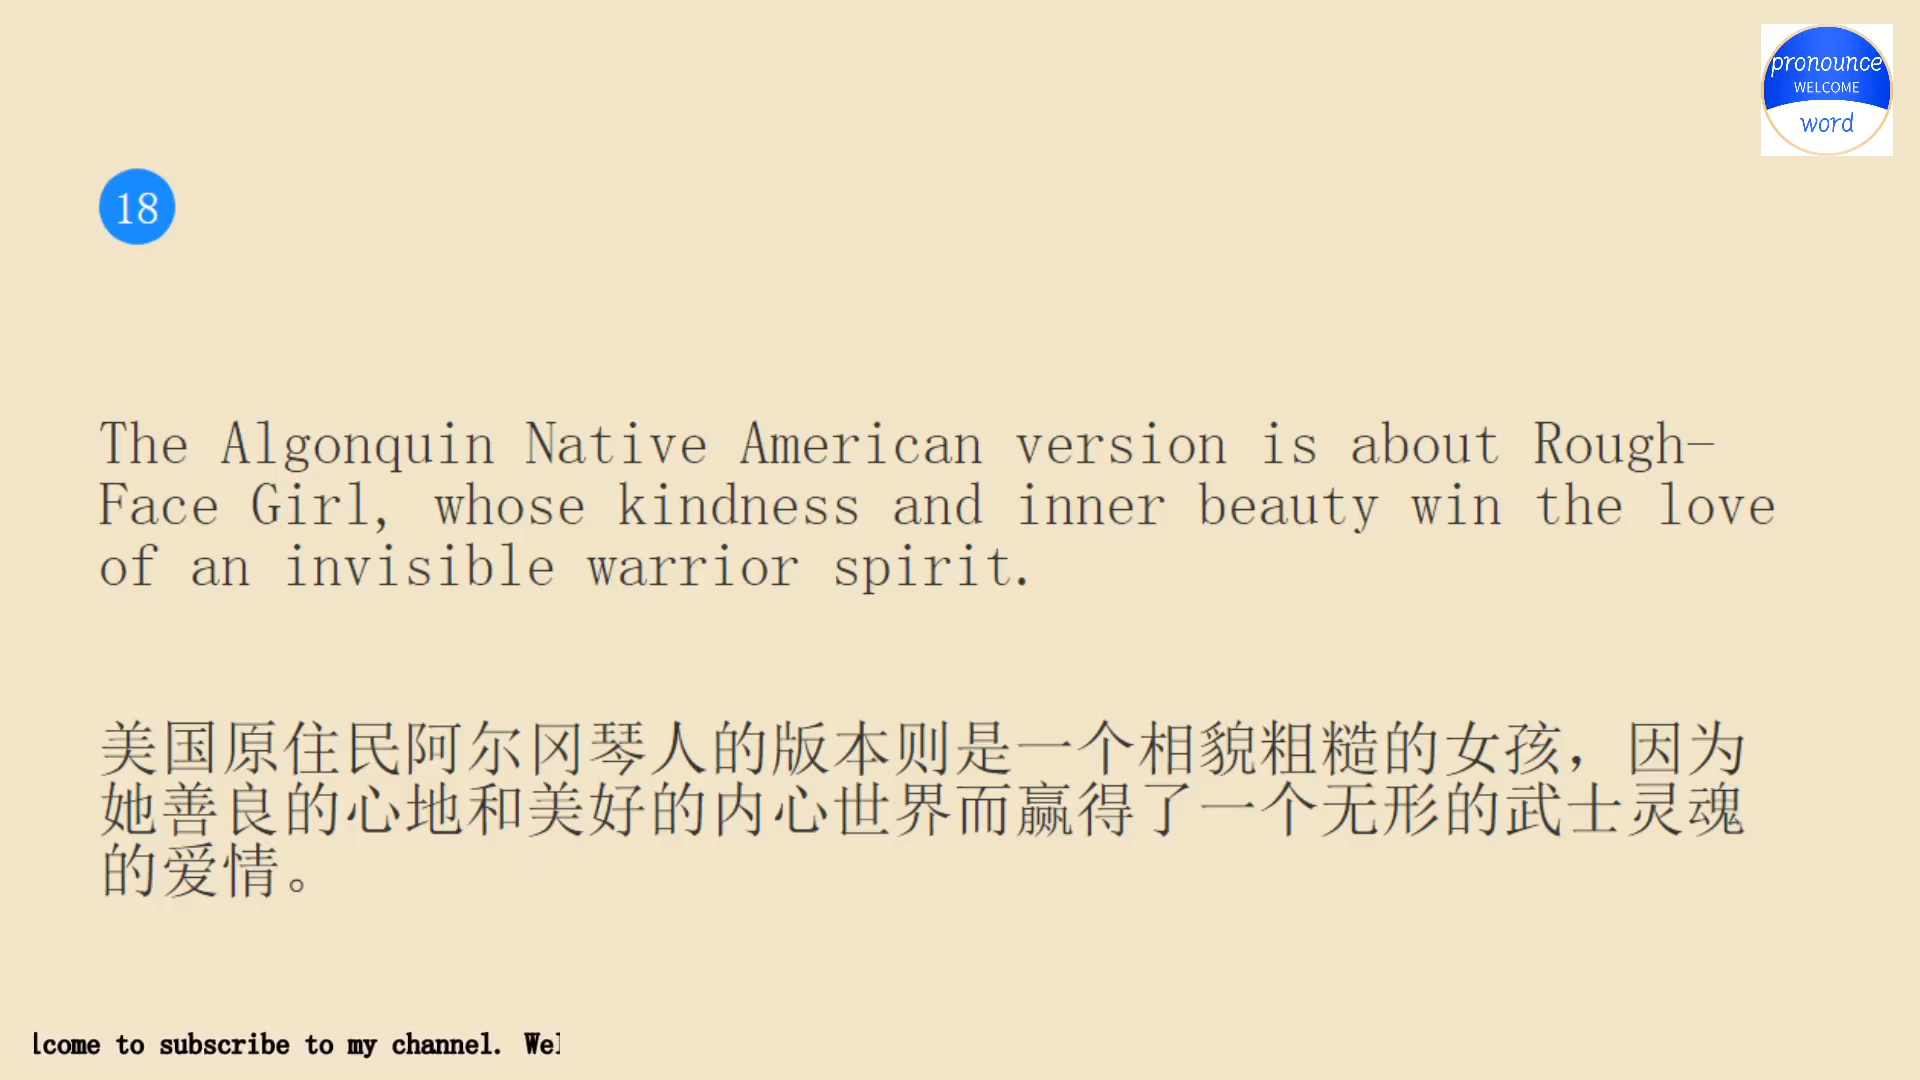 pronounce
WELCOME
word
18
The Algonquin Native American version is about Rough-
Face Girl, whose kindness and inner beauty win the love
of an invisible warrior spirit.
美国原住民阿尔冈琴人的版本则是一个相貌粗糙的女孩，因为
她善良的心地和美好的内心世界而赢得了一个无形的武士灵魂
的爱情。
lcome to subscribe to my channel. Wel